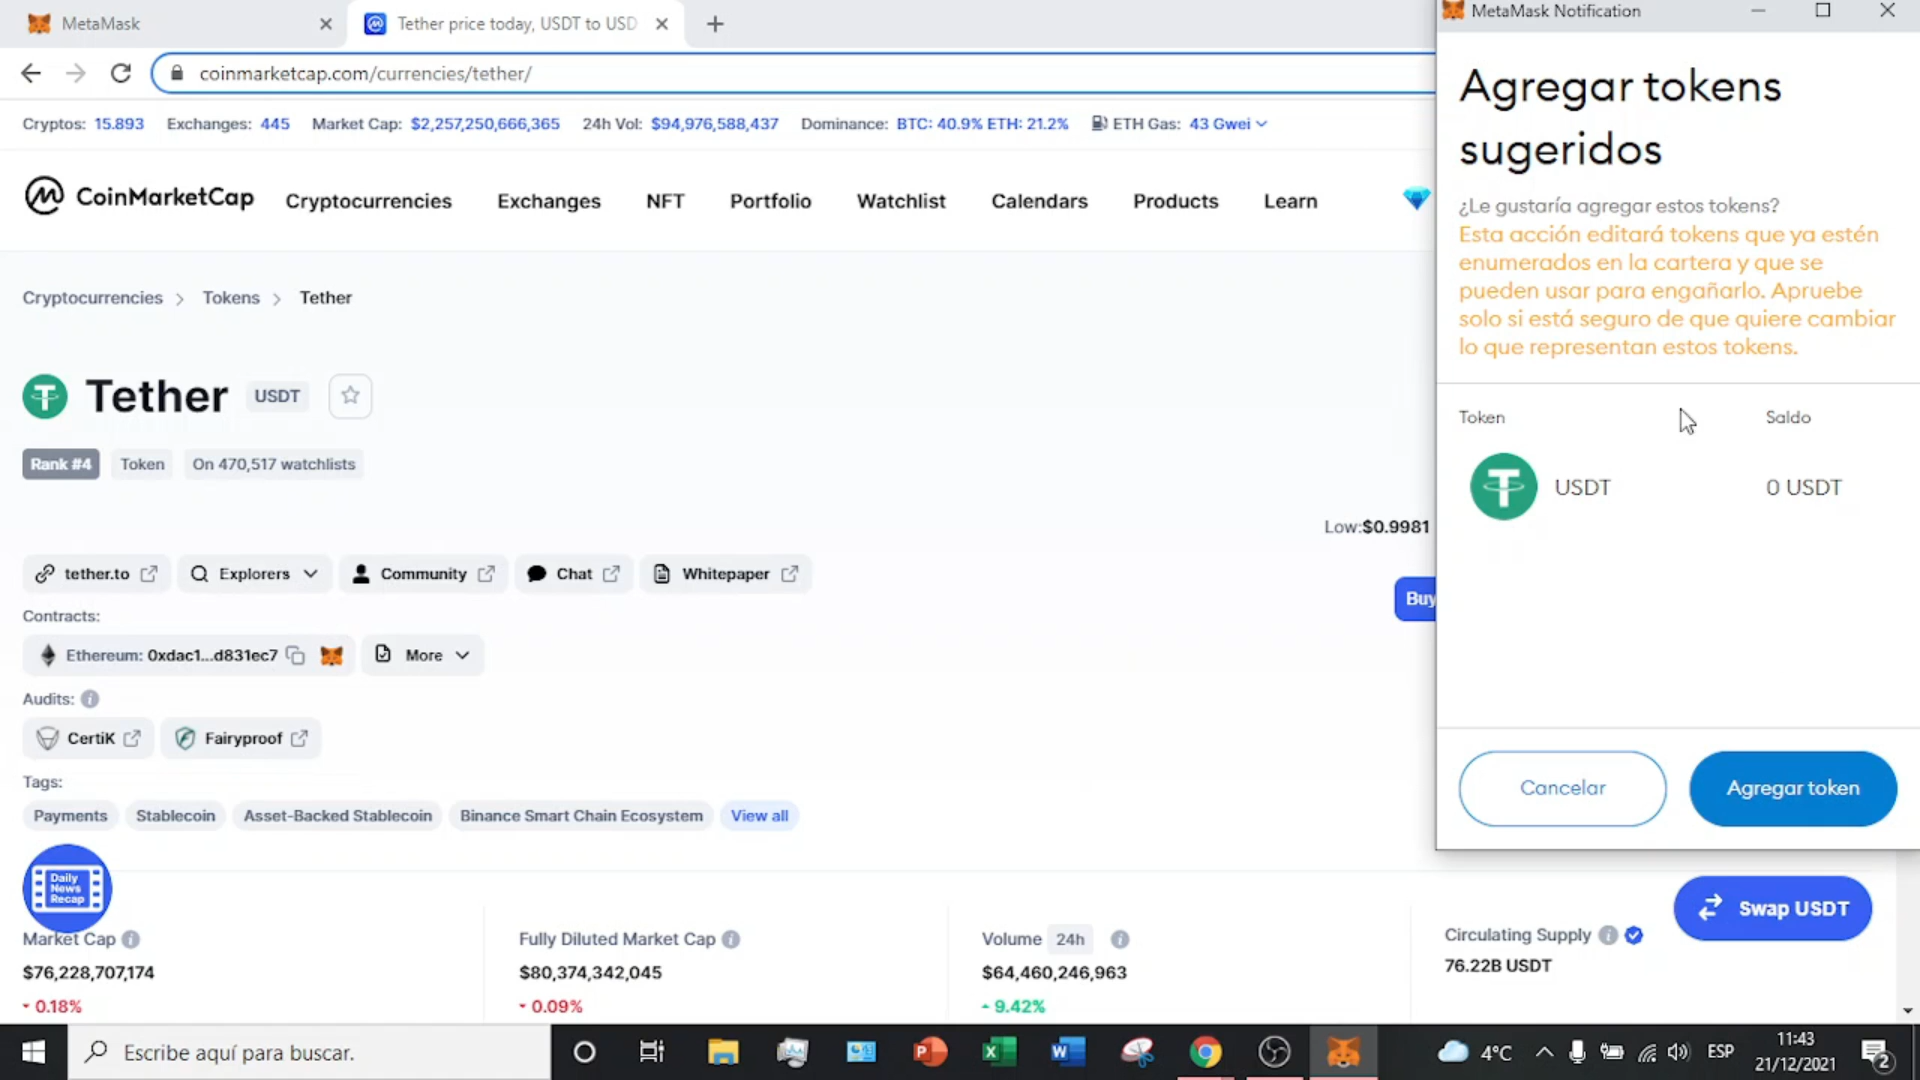 MetaMask
Tether price today, USDT to USD
coinmarketcap.com/currencies/tether/
Cryptos: 15.893 Exchanges: 445 Market Cap: $2,257,250,666,365 24h Vol: $94,976,588,437 Dominance: BTC: 40.9% ETH: 21.2% ETH Gas: 43 Gwei
CoinMarketCap Cryptocurrencies Exchanges NFT Portfolio Watchlist Calendars Products Learn
Cryptocurrencies > Tokens > Tether
Tether USDT
Rank #4 Token On 470,517 watchlists
Low:$0.9981
tether.to Explorers Community Chat Whitepaper
Buy
Contracts:
Ethereum: 0xdac1...d831ec7 More
Audits:
CertiK Fairyproof
Tags:
Payments Stablecoin Asset-Backed Stablecoin Binance Smart Chain Ecosystem View all
Daily
News
Recap
Market Cap
$76,228,707,174
0.18%
Fully Diluted Market Cap
$80,374,342,045
0.09%
Volume 24h
$64,460,246,963
9.42%
Circulating Supply
76.22B USDT
Swap USDT
MetaMask Notification
Agregar tokens
sugeridos
¿Le gustaría agregar estos tokens?
Esta acción editará tokens que ya estén
enumerados en la cartera y que se
pueden usar para engañarlo. Apruebe
solo si está seguro de que quiere cambiar
lo que representan estos tokens.
Token Saldo
USDT 0 USDT
Cancelar Agregar token
Escribe aquí para buscar.
4°C
ESP
11:43
21/12/2021
2